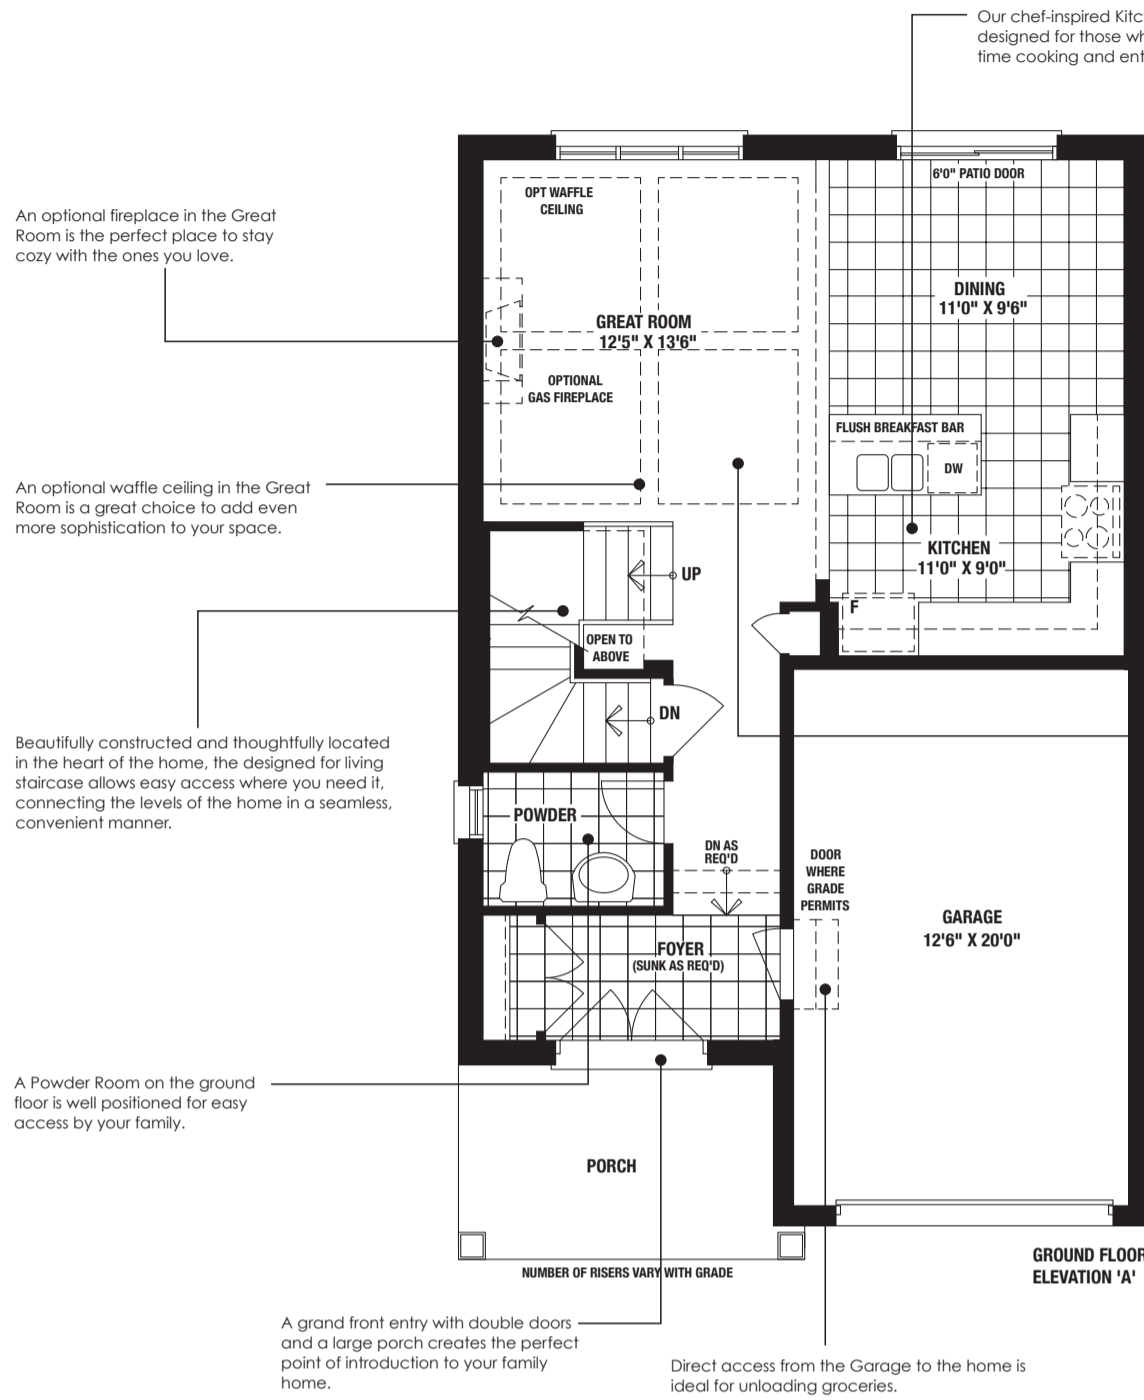 Our chef-inspired
designed for those
time cooking and
6'0" PATIO DOOR
OPT WAFFLE
CEILING
An optional fireplace in the Great
Room is the perfect place to stay
cozy with the ones you love.
DINING
11'0" X 9'6"
GREAT ROOM
12'5" X 13'6"
OPTIONAL
GAS FIREPLACE
FLUSH BREAKFAST BAR
DW
An optional waffle ceiling in the Great
Room is a great choice to add even
more sophistication to your space.
KITCHEN
11'0" X 9'0"
UP
F
OPEN TO
ABOVE
DN
Beautifully constructed and thoughtfully located
in the heart of the home, the designed for living
staircase allows easy access where you need it,
connecting the levels of the home in a seamless,
convenient manner.
POWDER
DN AS
REQ'D
DOOR
WHERE
GRADE
PERMITS
GARAGE
12'6" X 20'0"
FOYER
(SUNK AS REQ'D)
A Powder Room on the ground
floor is well positioned for easy
access by your family.
PORCH
NUMBER OF RISERS VARY WITH GRADE
GROUND FLOOR
ELEVATION 'A'
A grand front entry with double doors
and a large porch creates the perfect
point of introduction to your family
home.
Direct access from the Garage to the home is
ideal for unloading groceries.